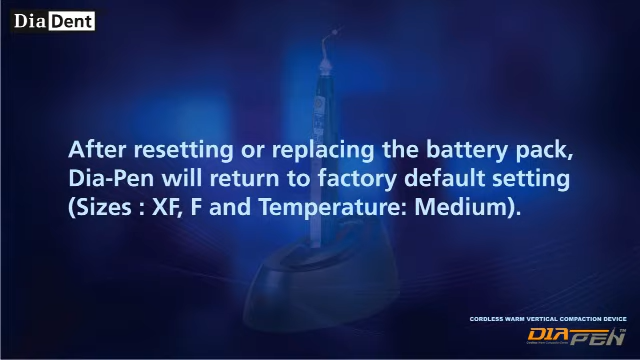 DiaDent
After resetting or replacing the battery pack,
Dia-Pen will return to factory default setting
(Sizes : XF, F and Temperature: Medium).
CORDLESS WARM VERTICAL COMPACTION DEVICE
DIAPEN